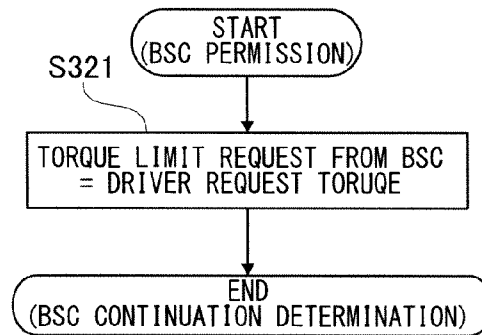 START
(BSC PERMISSION)
S321
TORQUE LIMIT REQUEST FROM BSC
= DRIVER REQUEST TORUQE
END
(BSC CONTINUATION DETERMINATION)